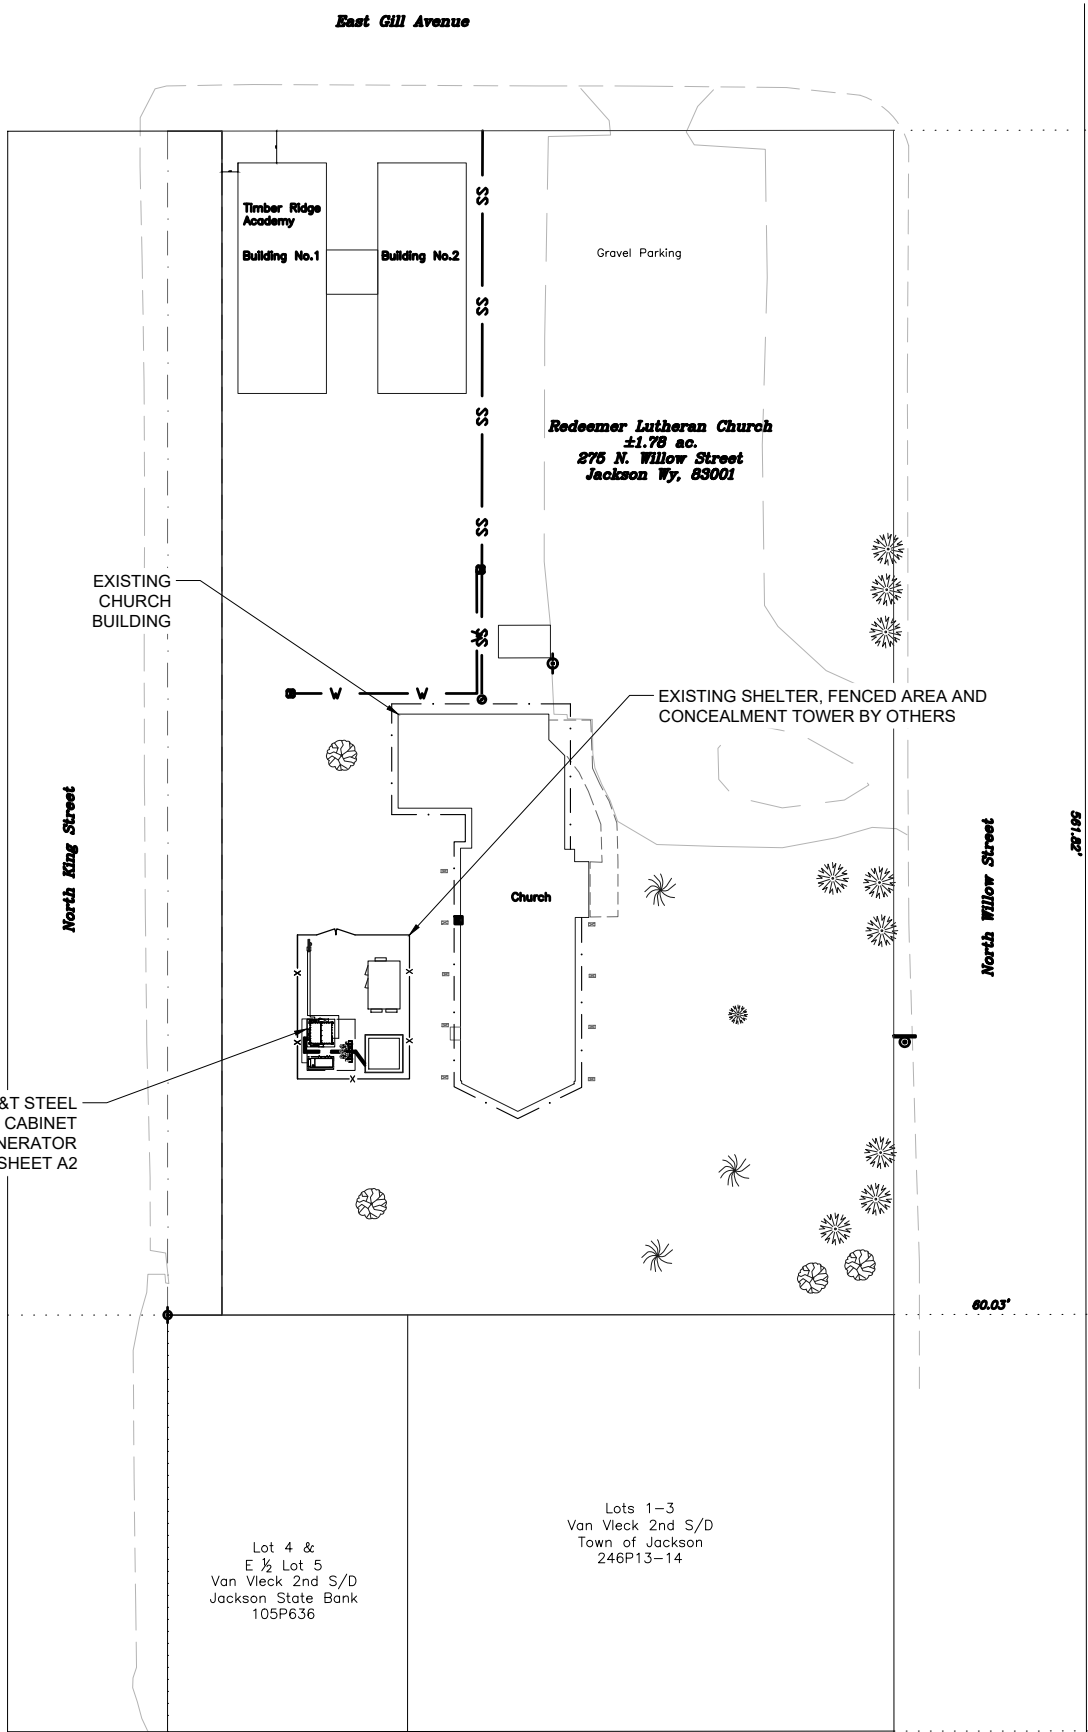 East Gill Avenue
Timber Ridge
Academy
Building No.1
Building No.2
SS
SS
SS
SS
SS
Gravel Parking
Redeemer Lutheran Church
±1.78 ac.
275 N. Willow Street
Jackson Wy, 83001
EXISTING
CHURCH
BUILDING
W
W
W
EXISTING SHELTER, FENCED AREA AND
CONCEALMENT TOWER BY OTHERS
North King Street
North Willow Street
561.82'
Church
X
X
X
X
X
&T STEEL
CABINET
NERATOR
SHEET A2
60.03'
Lot 4 &
E ½ Lot 5
Van Vleck 2nd S/D
Jackson State Bank
105P636
Lots 1-3
Van Vleck 2nd S/D
Town of Jackson
246P13-14